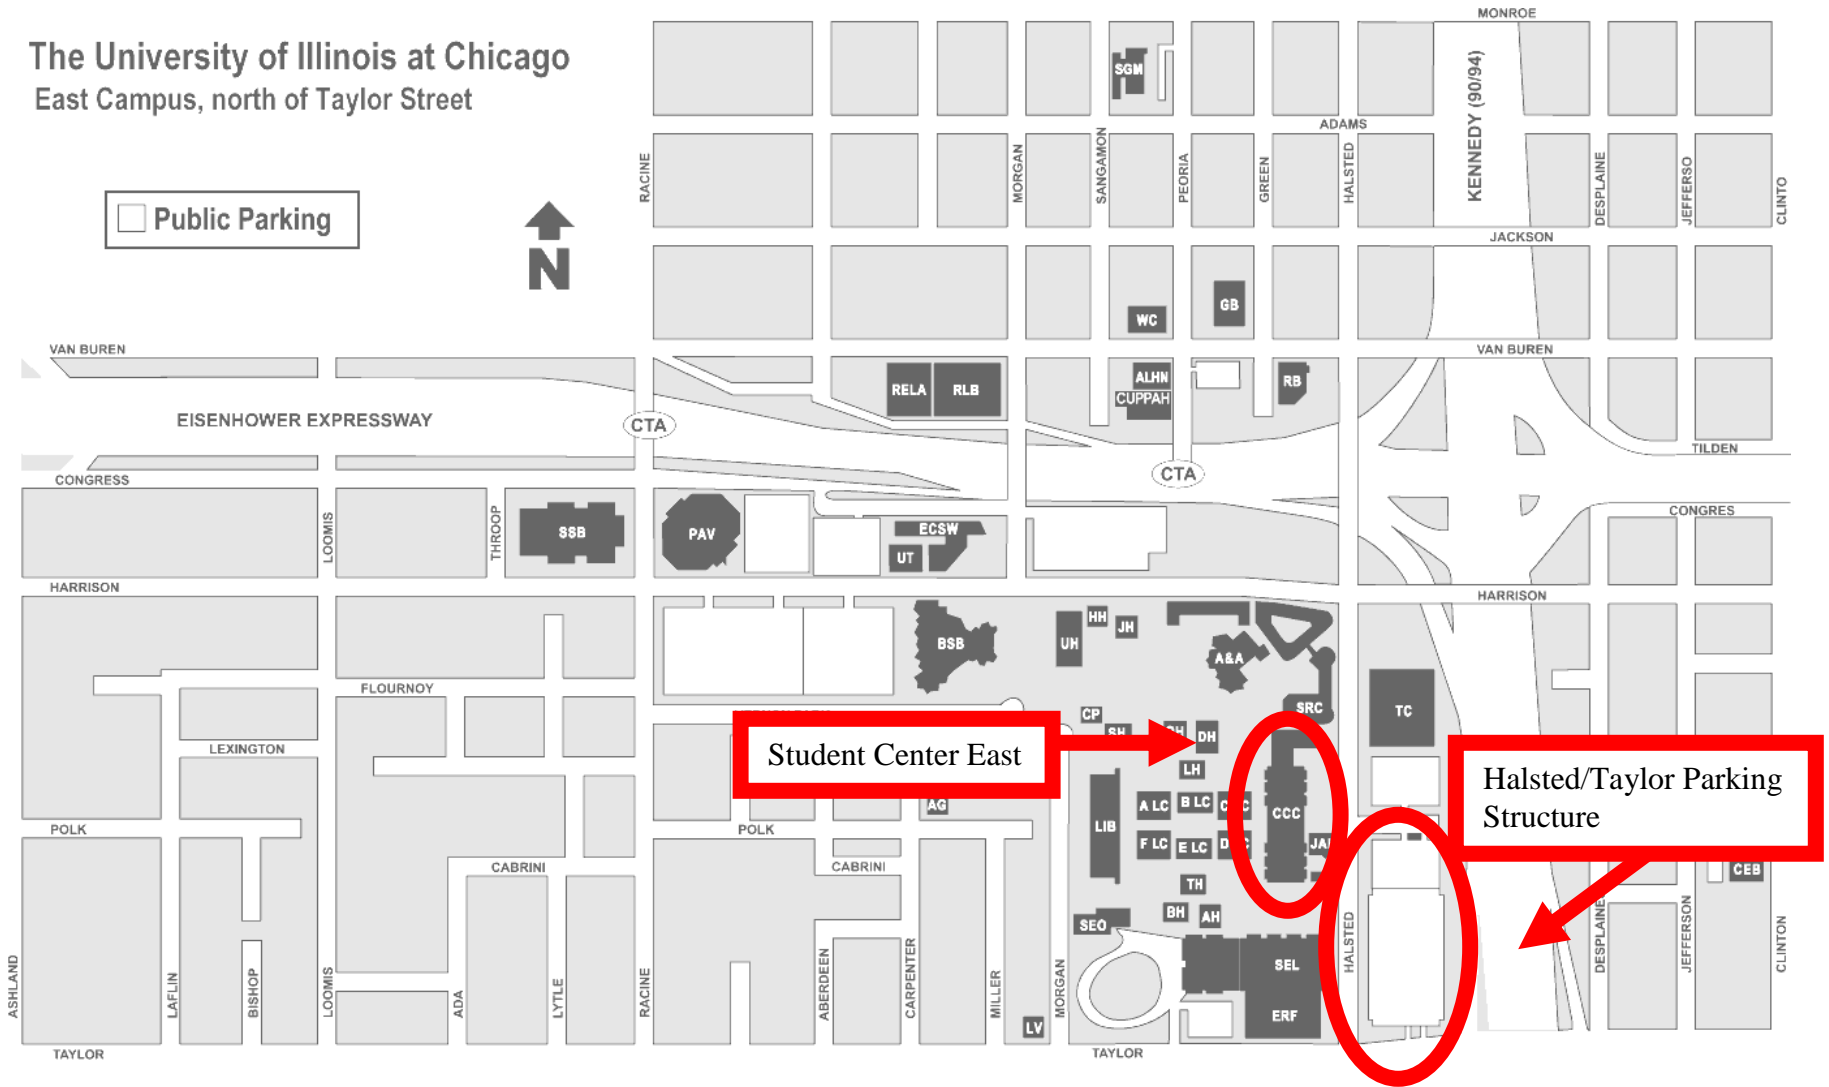 The University of Illinois at Chicago
East Campus, north of Taylor Street
Public Parking
N
MONROE
KENNEDY (90/94)
SGM
ADAMS
RACINE
MORGAN
SANGAMON
PEORIA
GREEN
HALSTED
DESPLAINE
JEFFERSO
CLINTO
JACKSON
WC
GB
VAN BUREN
VAN BUREN
RELA
RLB
ALHN
CUPPAH
RB
EISENHOWER EXPRESSWAY
CTA
CTA
TILDEN
CONGRESS
CONGRES
LOOMIS
THROOP
SSB
PAV
ECSW
UT
HARRISON
HARRISON
BSB
UH
HH
JH
A&A
FLOURNOY
SRC
TC
CP
SH
DH
LEXINGTON
Student Center East
LH
Halsted/Taylor Parking
Structure
AG
A LC
B LC
CCC
LIB
POLK
POLK
F LC
E LC
CABRINI
CABRINI
CEB
TH
SEO
BH
AH
SEL
ERF
LV
ASHLAND
LAFLIN
BISHOP
LOOMIS
ADA
LYTLE
RACINE
ABERDEEN
CARPENTER
MILLER
MORGAN
HALSTED
DESPLAINE
JEFFERSON
CLINTON
TAYLOR
TAYLOR